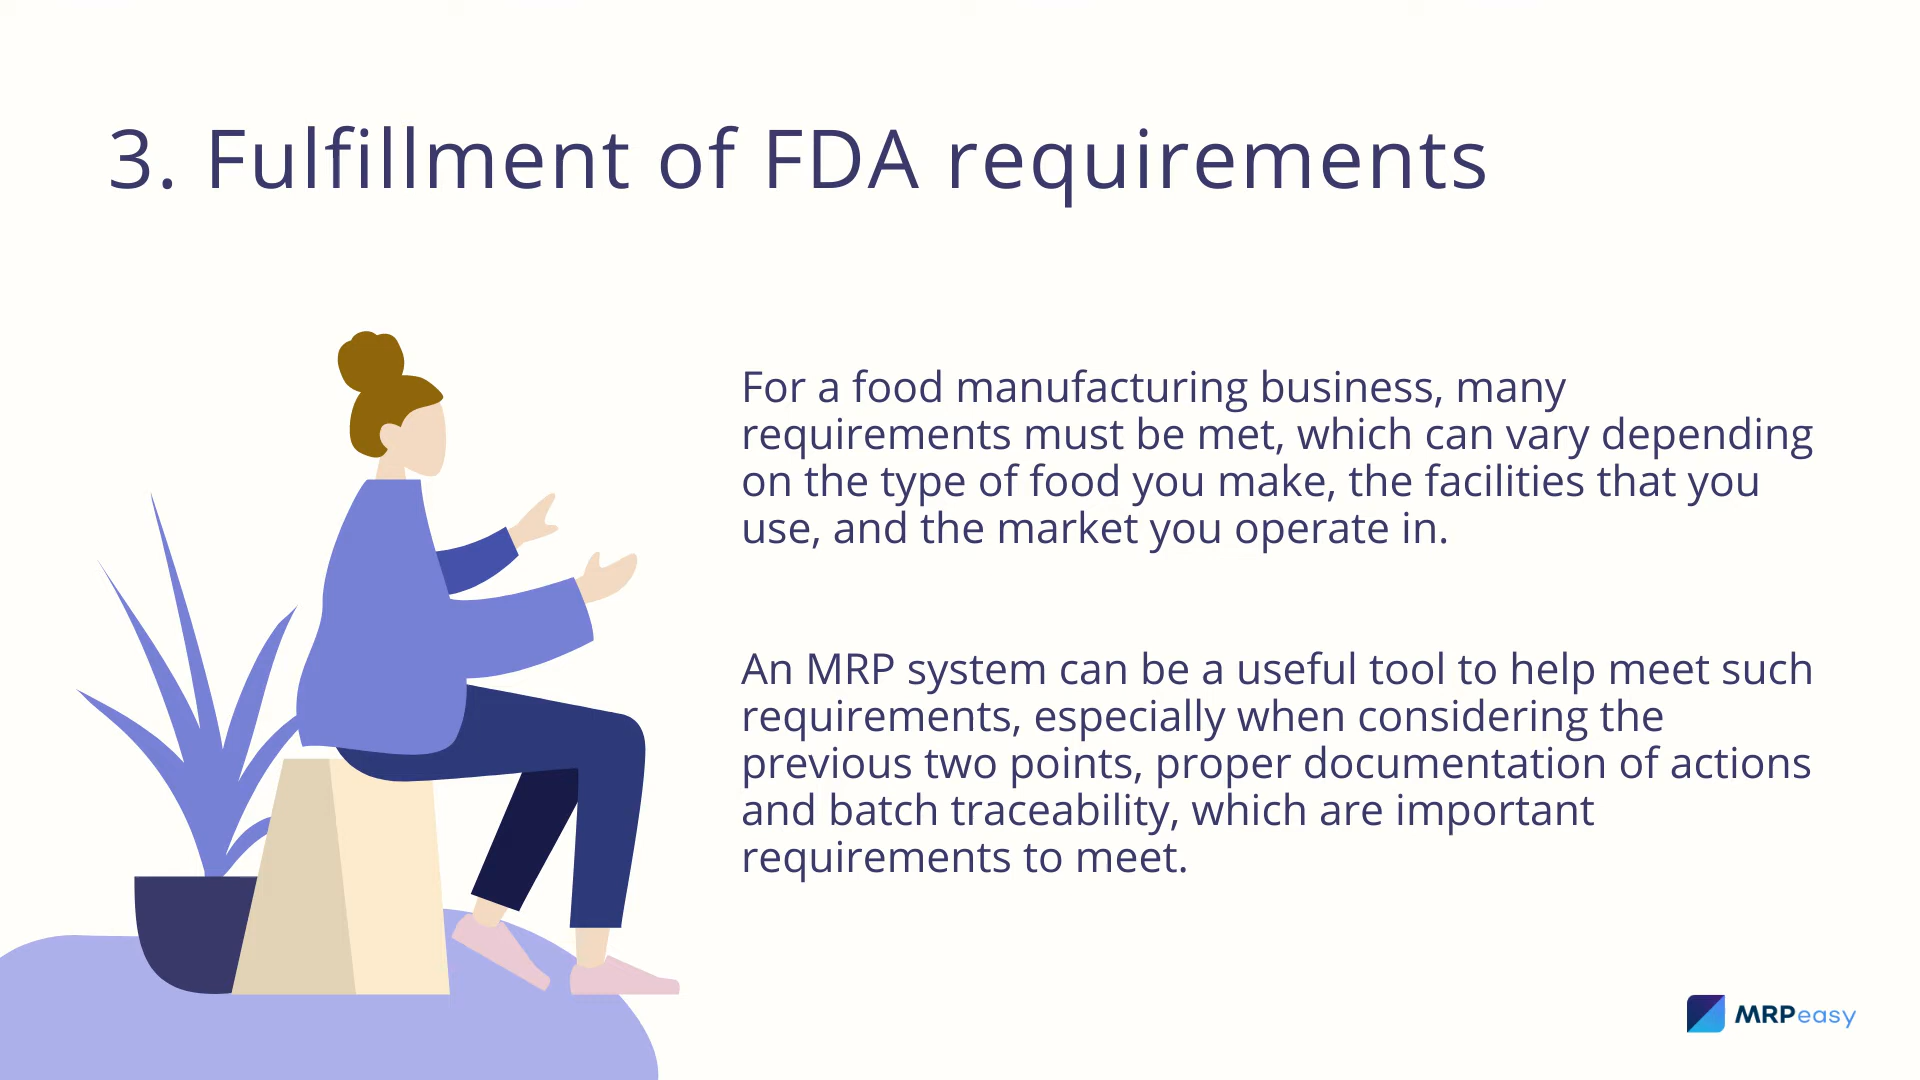 3. Fulfillment of FDA requirements
For a food manufacturing business, many
requirements must be met, which can vary depending
on the type of food you make, the facilities that you
use, and the market you operate in.
An MRP system can be a useful tool to help meet such
requirements, especially when considering the
previous two points, proper documentation of actions
and batch traceability, which are important
requirements to meet.
MRPeasy